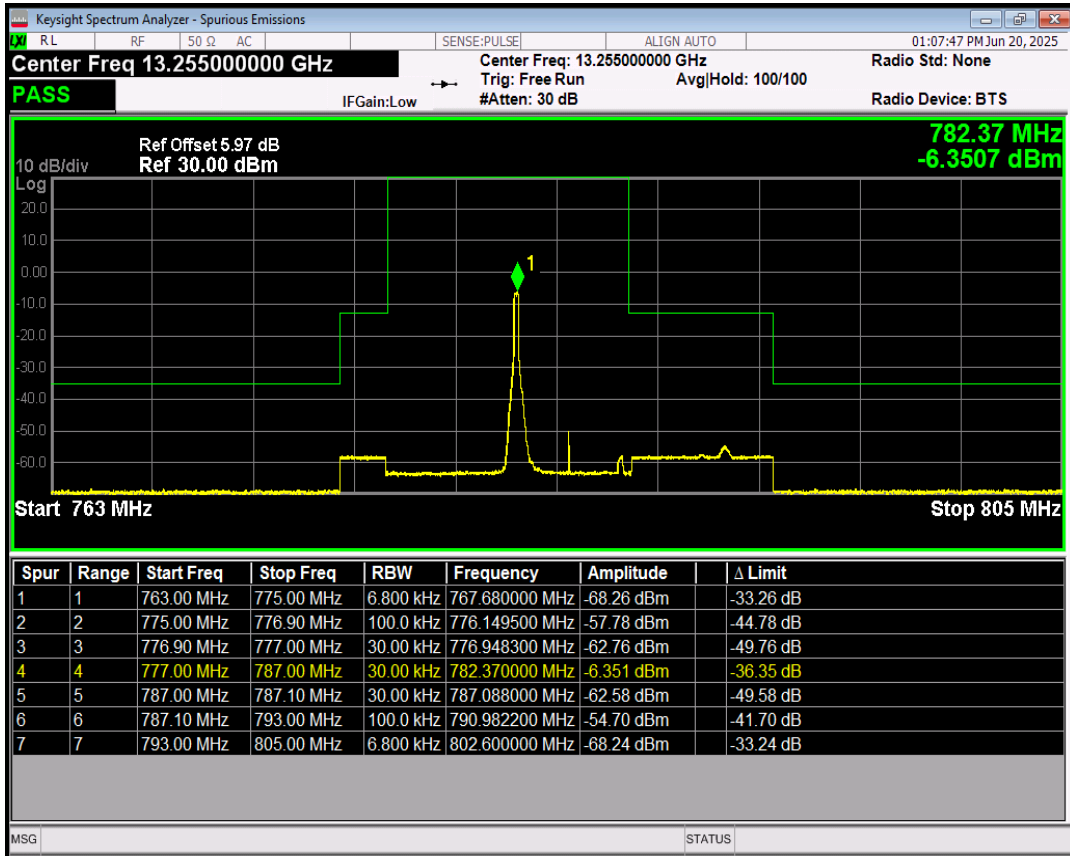 Keysight Spectrum Analyzer - Spurious Emissions
LXI RL RF 50 Ω AC SENSE:PULSE ALIGN AUTO 01:07:47 PM Jun 20, 2025
Center Freq 13.255000000 GHz Center Freq: 13.255000000 GHz Radio Std: None
Trig: Free Run Avg|Hold: 100/100
PASS IFGain:Low #Atten: 30 dB Radio Device: BTS
782.37 MHz
-6.3507 dBm
Ref Offset 5.97 dB
10 dB/div Ref 30.00 dBm
Log
20.0
10.0
1
0.00
-10.0
-20.0
-30.0
-40.0
-50.0
-60.0
Start 763 MHz Stop 805 MHz
Spur Range Start Freq Stop Freq RBW Frequency Amplitude Δ Limit
1 1 763.00 MHz 775.00 MHz 6.800 kHz 767.680000 MHz -68.26 dBm -33.26 dB
2 2 775.00 MHz 776.90 MHz 100.0 kHz 776.149500 MHz -57.78 dBm -44.78 dB
3 3 776.90 MHz 777.00 MHz 30.00 kHz 776.948300 MHz -62.76 dBm -49.76 dB
4 4 777.00 MHz 787.00 MHz 30.00 kHz 782.370000 MHz -6.351 dBm -36.35 dB
5 5 787.00 MHz 787.10 MHz 30.00 kHz 787.088000 MHz -62.58 dBm -49.58 dB
6 6 787.10 MHz 793.00 MHz 100.0 kHz 790.982200 MHz -54.70 dBm -41.70 dB
7 7 793.00 MHz 805.00 MHz 6.800 kHz 802.600000 MHz -68.24 dBm -33.24 dB
MSG STATUS